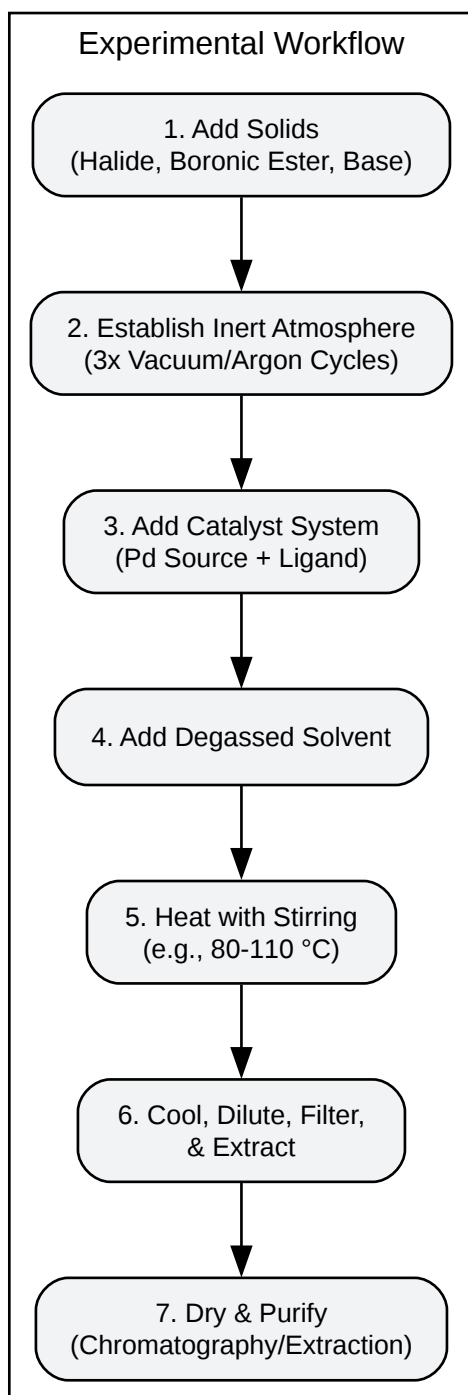 Experimental Workflow
1. Add Solids
(Halide, Boronic Ester, Base)
2. Establish Inert Atmosphere
(3x Vacuum/Argon Cycles)
3. Add Catalyst System
(Pd Source + Ligand)
4. Add Degassed Solvent
5. Heat with Stirring
(e.g., 80-110 °C)
6. Cool, Dilute, Filter,
& Extract
7. Dry & Purify
(Chromatography/Extraction)